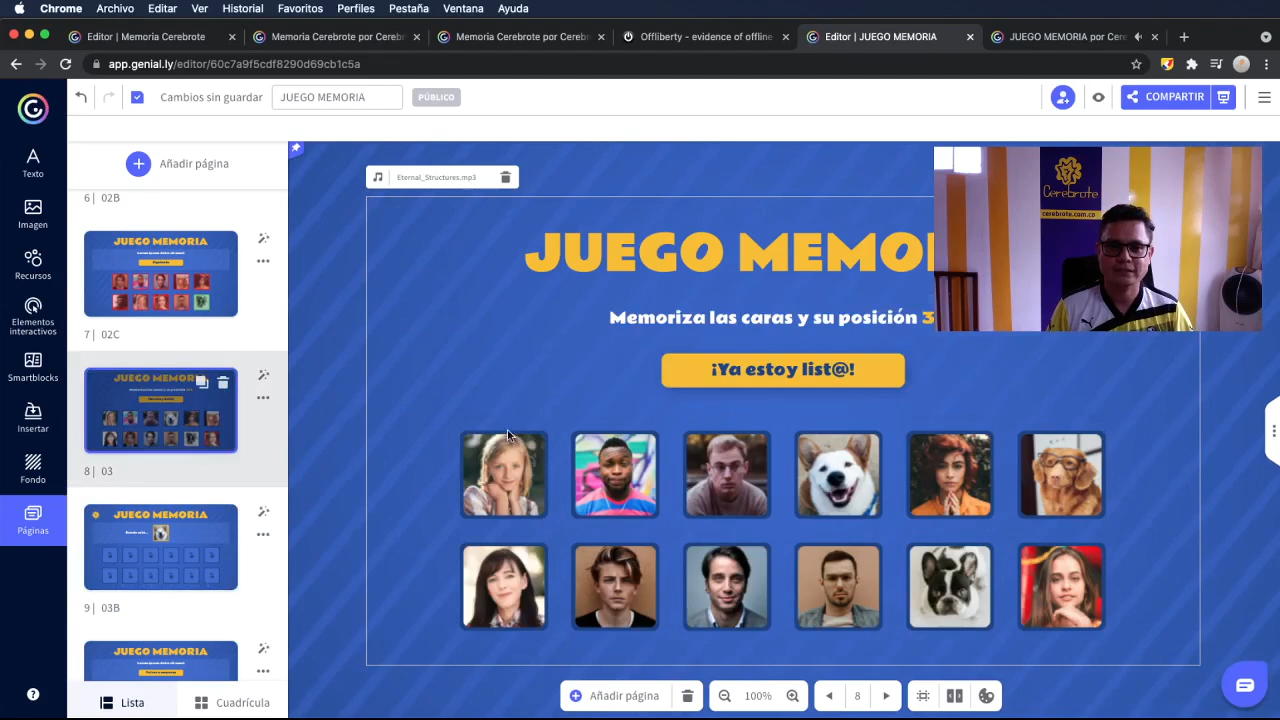 Chrome Archivo Editar Ver Historial Favoritos Perfiles Pestaña Ventana Ayuda
Editor | Memoria Cerebrote
Memoria Cerebrote por Cereb
Memoria Cerebrote por Cereb
Offliberty - evidence of offline
Editor | JUEGO MEMORIA
JUEGO MEMORIA por Cere
app.genial.ly/editor/60c7a9f5cdf8290d69cb1c5a
Cambios sin guardar
JUEGO MEMORIA
PÚBLICO
COMPARTIR
Texto
Imagen
Recursos
Elementos
interactivos
Smartblocks
Insertar
Fondo
Páginas
Añadir página
6 | 02B
JUEGO MEMORIA
7 | 02C
JUEGO MEMORIA
8 | 03
JUEGO MEMORIA
9 | 03B
JUEGO MEMORIA
Lista
Cuadrícula
Eternal_Structures.mp3
JUEGO MEMO
Memoriza las caras y su posición 3
¡Ya estoy list@!
Cerebrote
cerebrote.com.co
Añadir página
100%
8